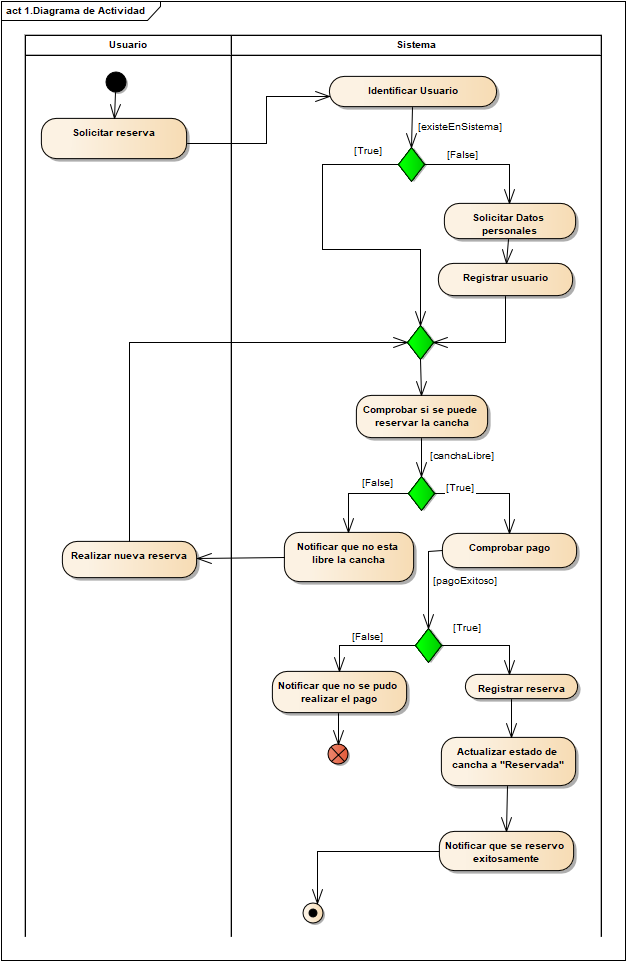 act 1.Diagrama de Actividad
Usuario
Sistema
Identificar Usuario
Solicitar reserva
[existeEnSistema]
[True]
[False]
Solicitar Datos
personales
Registrar usuario
Comprobar si se puede
reservar la cancha
[canchaLibre]
[False]
[True]
Realizar nueva reserva
Notificar que no esta
libre la cancha
Comprobar pago
[pagoExitoso]
[False]
[True]
Notificar que no se pudo
realizar el pago
Registrar reserva
Actualizar estado de
cancha a "Reservada"
Notificar que se reservo
exitosamente